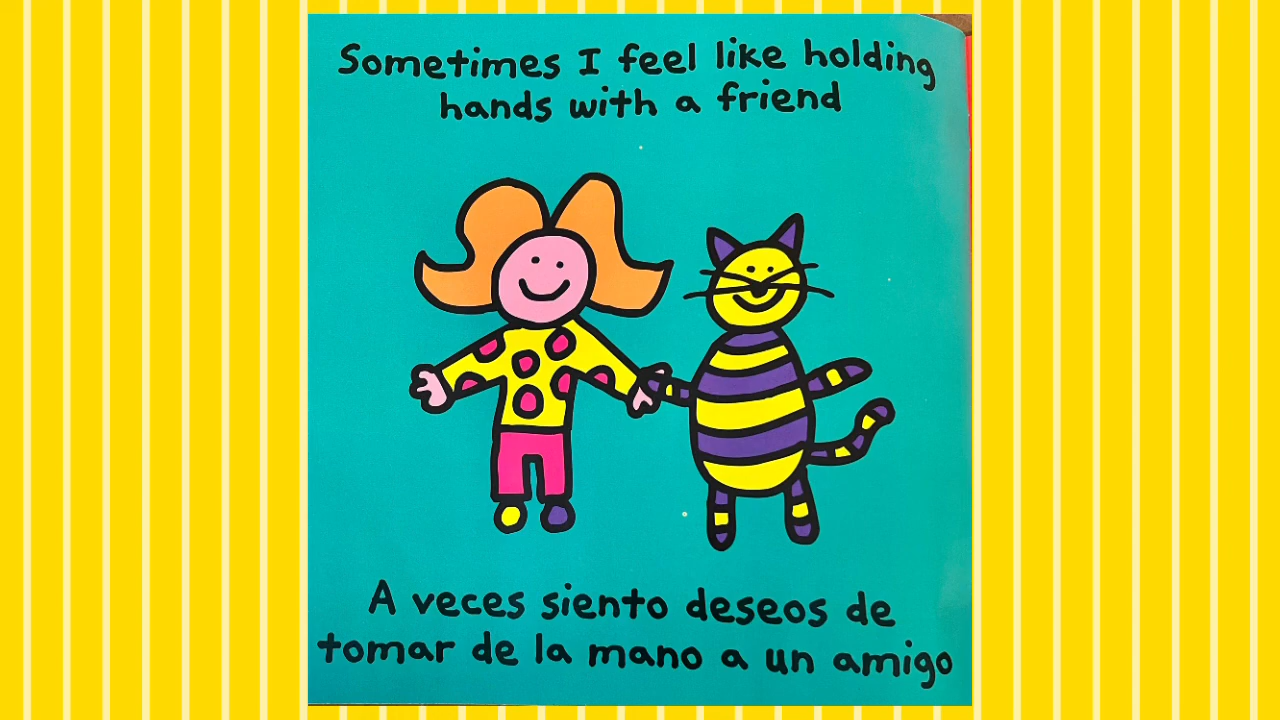 Sometimes I feel like holding
hands with a friend
A veces siento deseos de
tomar de la mano a un amigo